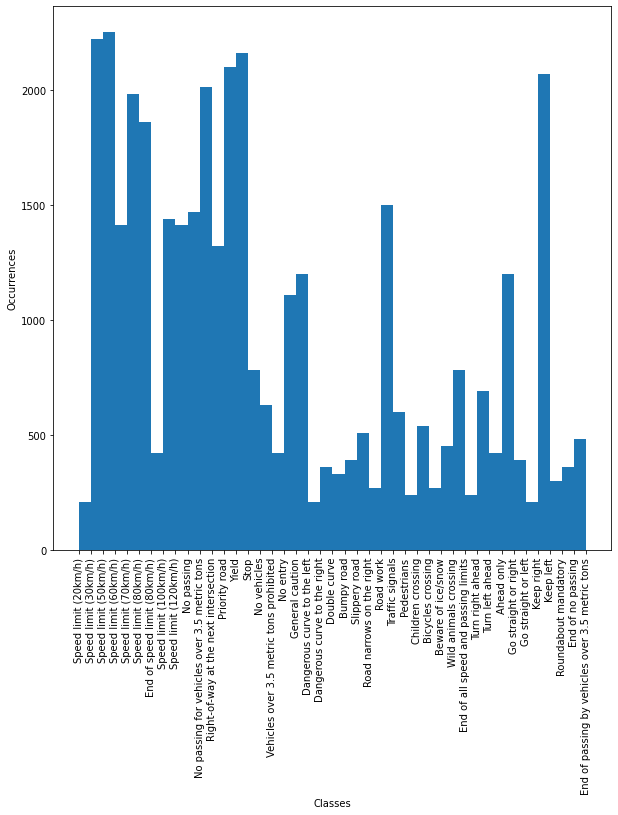 2000
1500
1000
500
0
Occurrences
Speed limit (20km/h)
Speed limit (30km/h)
Speed limit (50km/h)
Speed limit (60km/h)
Speed limit (70km/h)
Speed limit (80km/h)
End of speed limit (80km/h)
Speed limit (100km/h)
Speed limit (120km/h)
No passing
No passing for vehicles over 3.5 metric tons
Right-of-way at the next intersection
Priority road
Yield
Stop
No vehicles
Vehicles over 3.5 metric tons prohibited
No entry
General caution
Dangerous curve to the left
Dangerous curve to the right
Double curve
Bumpy road
Slippery road
Road narrows on the right
Road work
Traffic signals
Pedestrians
Children crossing
Bicycles crossing
Beware of ice/snow
Wild animals crossing
End of all speed and passing limits
Turn right ahead
Turn left ahead
Ahead only
Go straight or right
Go straight or left
Keep right
Keep left
Roundabout mandatory
End of no passing
End of passing by vehicles over 3.5 metric tons
Classes